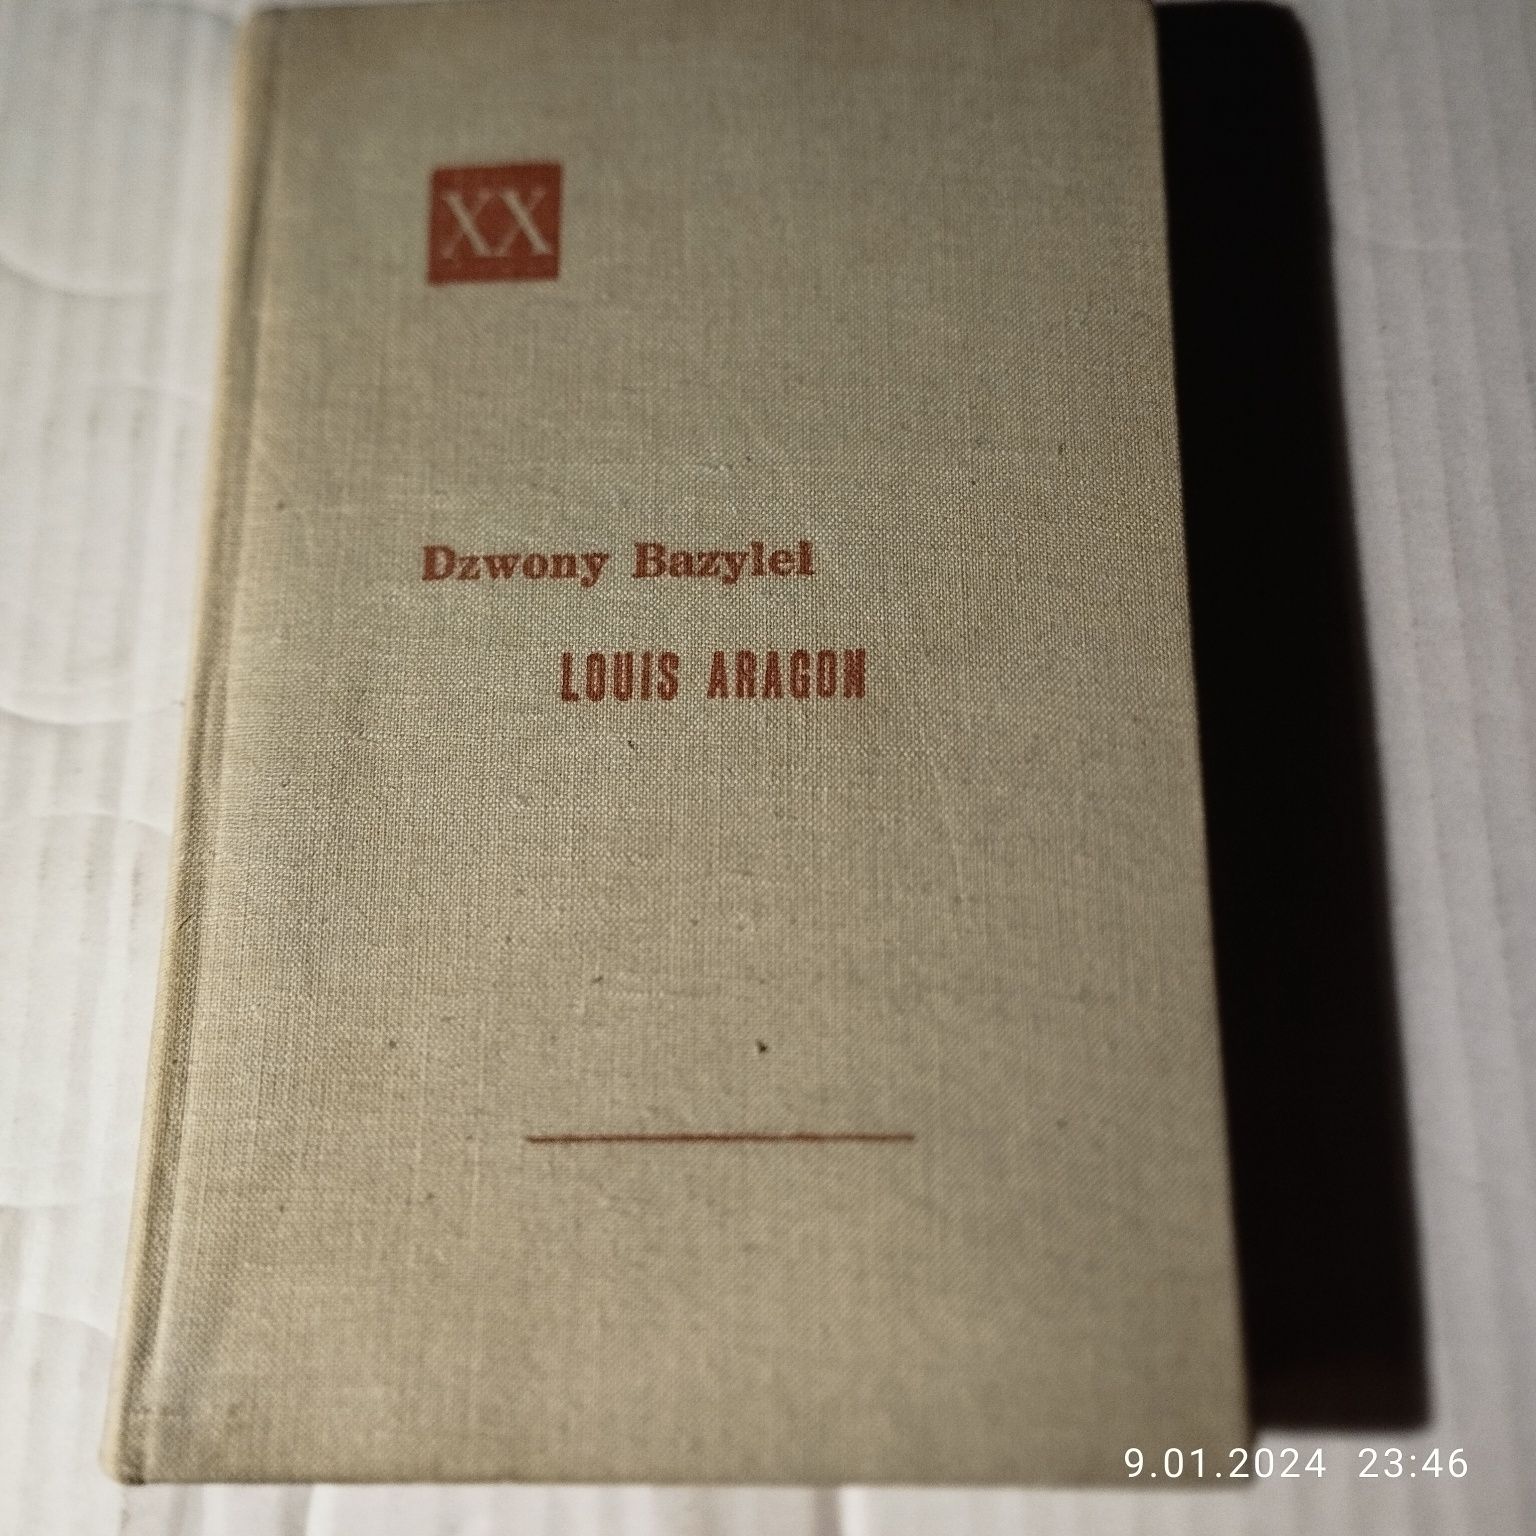 XX
Dzwony Bazylei
LOUIS ARAGON
9.01.2024 23:46